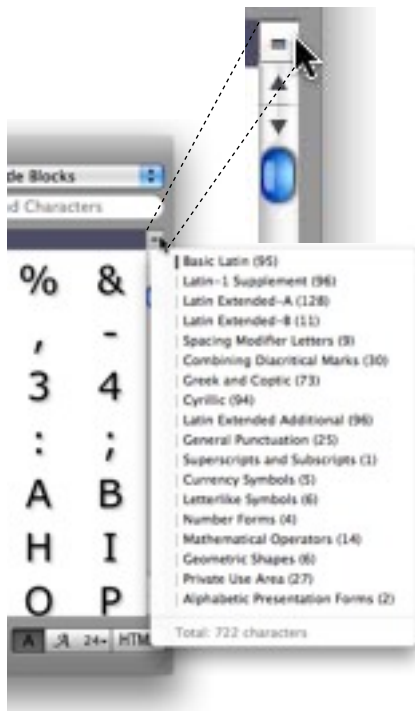 de Blocks
d Characters
% &
, -
3 4
: ;
A B
H I
O P
A A 24 HTM
Basic Latin (95)
Latin-1 Supplement (96)
Latin Extended-A (128)
Latin Extended-B (11)
Spacing Modifier Letters (9)
Combining Diacritical Marks (30)
Greek and Coptic (73)
Cyrillic (94)
Latin Extended Additional (96)
General Punctuation (25)
Superscripts and Subscripts (1)
Currency Symbols (5)
Letterlike Symbols (6)
Number Forms (4)
Mathematical Operators (14)
Geometric Shapes (6)
Private Use Area (27)
Alphabetic Presentation Forms (2)
Total: 722 characters